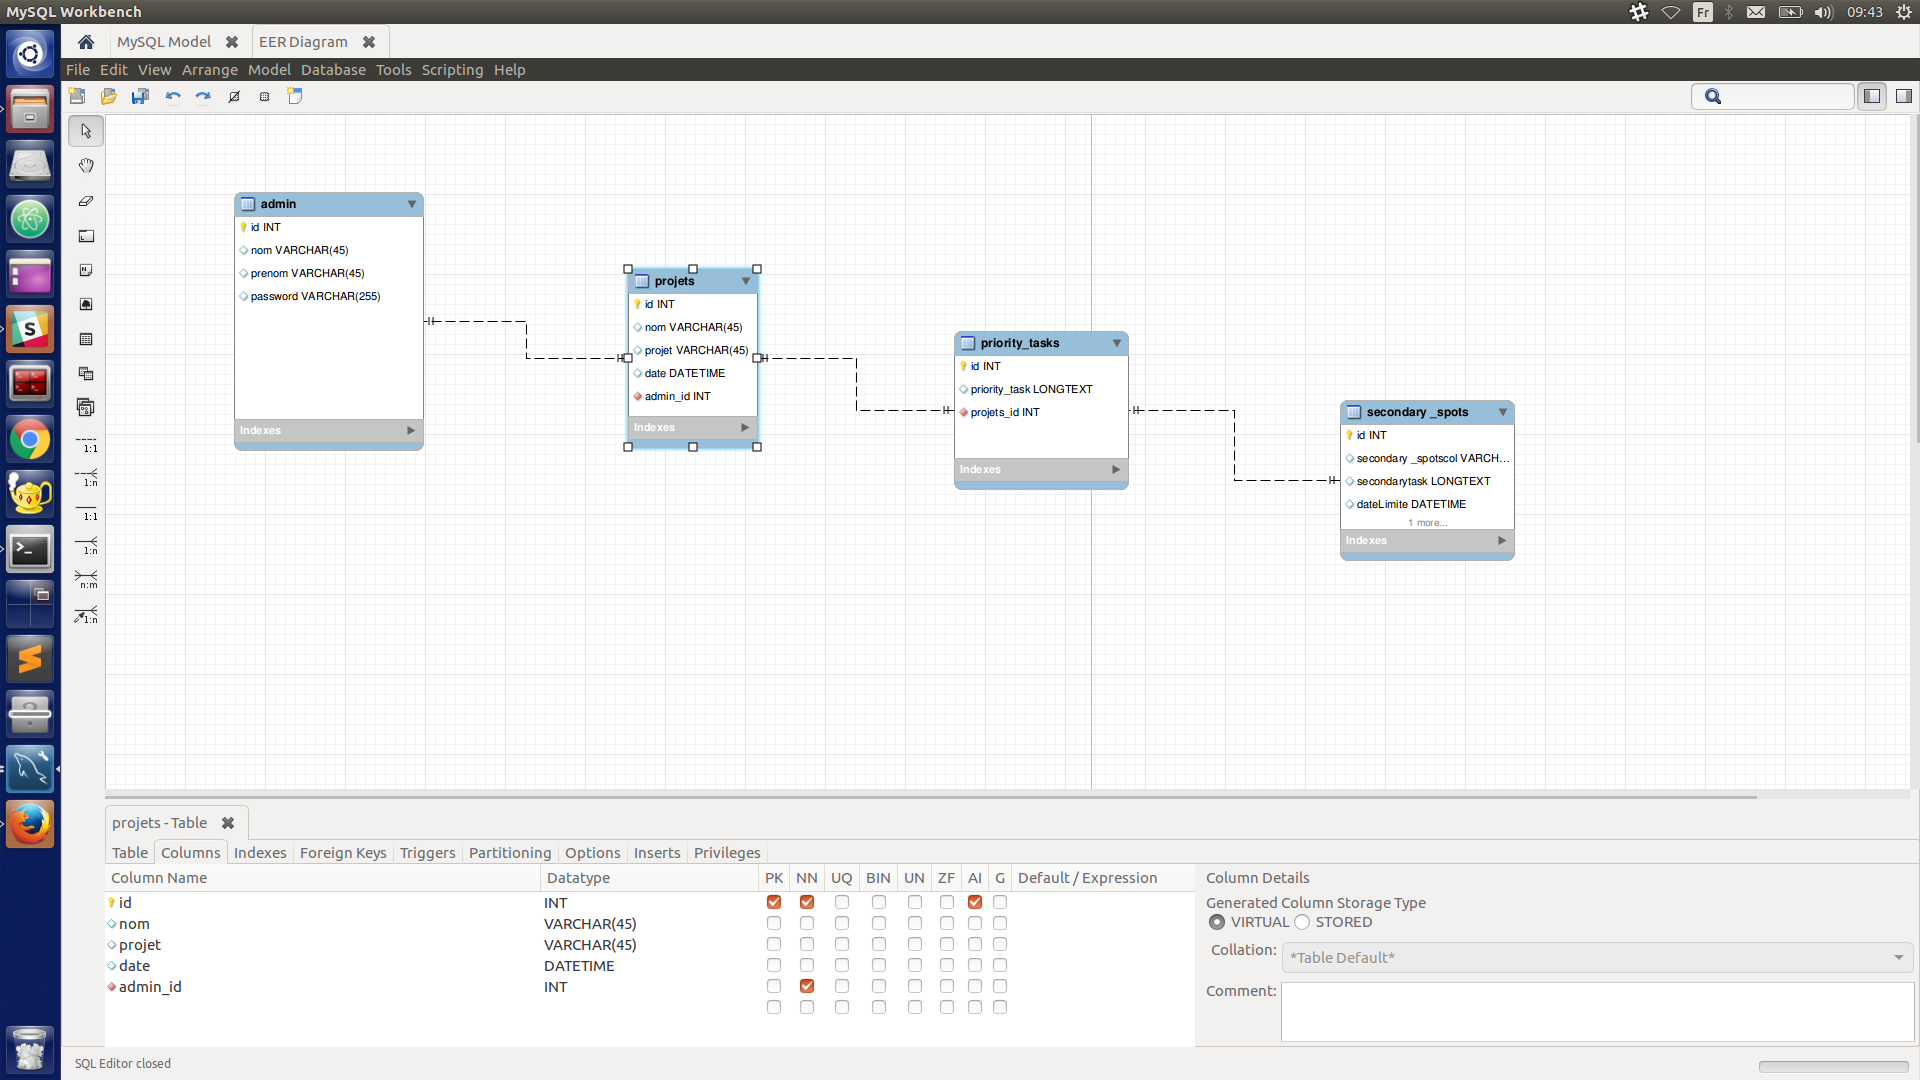 MySQL Workbench
Fr
09:43
MySQL Model
EER Diagram
File Edit View Arrange Model Database Tools Scripting Help
admin
id INT
nom VARCHAR(45)
prenom VARCHAR(45)
password VARCHAR(255)
Indexes
projets
id INT
nom VARCHAR(45)
projet VARCHAR(45)
date DATETIME
admin_id INT
Indexes
priority_tasks
id INT
priority_task LONGTEXT
projets_id INT
Indexes
secondary _spots
id INT
secondary _spotscol VARCH...
secondarytask LONGTEXT
dateLimite DATETIME
1 more...
Indexes
1:1
1:n
1:1
1:n
n:m
1:n
projets - Table
Table Columns Indexes Foreign Keys Triggers Partitioning Options Inserts Privileges
Column Name Datatype PK NN UQ BIN UN ZF AI G Default / Expression
id INT
nom VARCHAR(45)
projet VARCHAR(45)
date DATETIME
admin_id INT
Column Details
Generated Column Storage Type
VIRTUAL STORED
Collation: *Table Default*
Comment:
SQL Editor closed